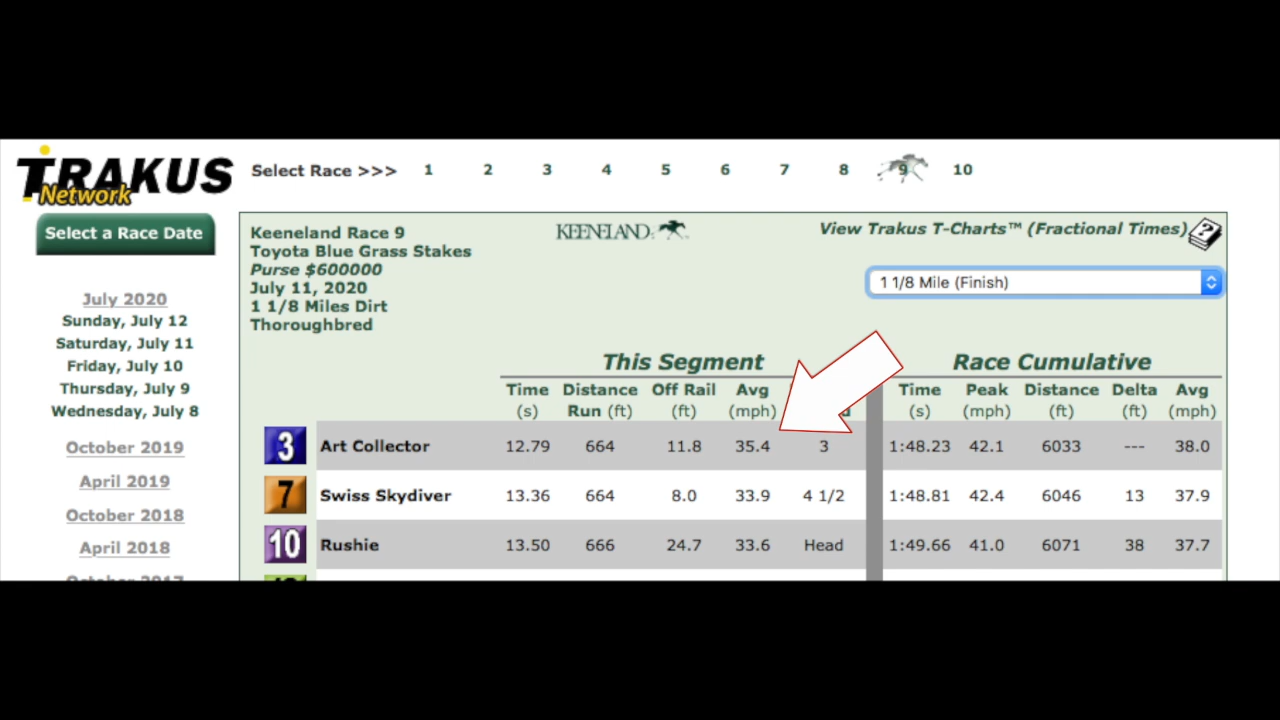 TRAKUS
Network
Select Race >>> 1 2 3 4 5 6 7 8 9 10
Select a Race Date
July 2020
Sunday, July 12
Saturday, July 11
Friday, July 10
Thursday, July 9
Wednesday, July 8
October 2019
April 2019
October 2018
April 2018
October 2017
Keeneland Race 9
Toyota Blue Grass Stakes
Purse $600000
July 11, 2020
1 1/8 Miles Dirt
Thoroughbred
KEENELAND
View Trakus T-Charts™ (Fractional Times)
?
1 1/8 Mile (Finish)
This Segment Race Cumulative
Time Distance Off Rail Avg Time Peak Distance Delta Avg
(s) Run (ft) (ft) (mph) (s) (mph) (ft) (ft) (mph)
3 Art Collector 12.79 664 11.8 35.4 3 1:48.23 42.1 6033 --- 38.0
7 Swiss Skydiver 13.36 664 8.0 33.9 4 1/2 1:48.81 42.4 6046 13 37.9
10 Rushie 13.50 666 24.7 33.6 Head 1:49.66 41.0 6071 38 37.7